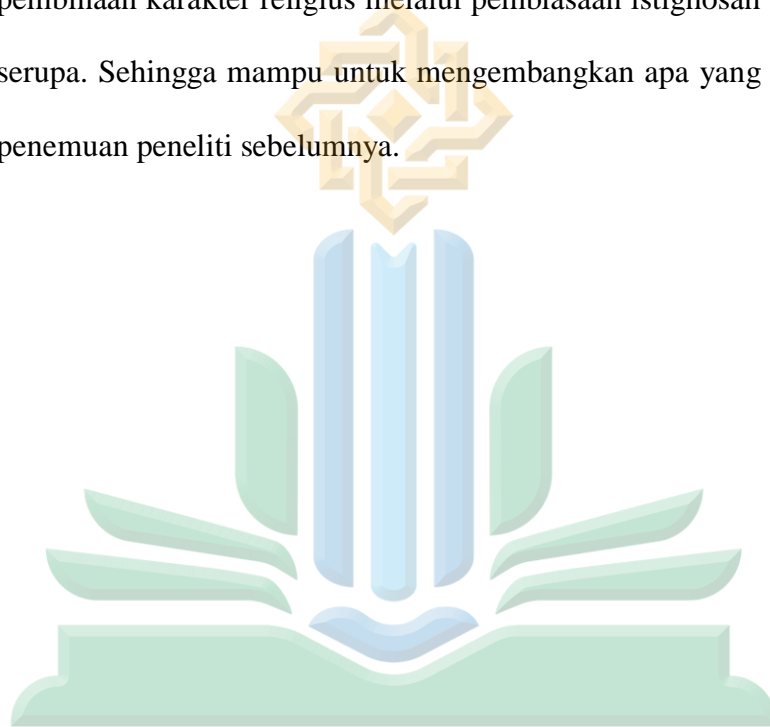 pembinaan karakter religius melalui pembiasaan istighosah
serupa. Sehingga mampu untuk mengembangkan apa yang
penemuan peneliti sebelumnya.